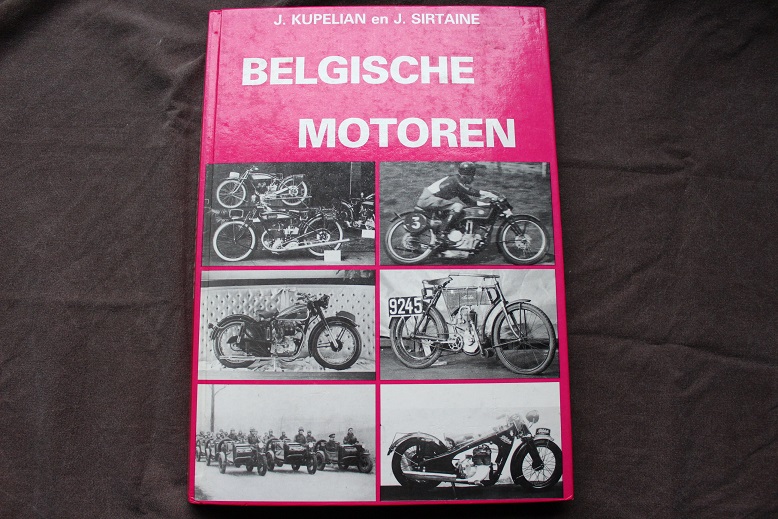 J. KUPELIAN en J. SIRTAINE
BELGISCHE
MOTOREN
3
9245